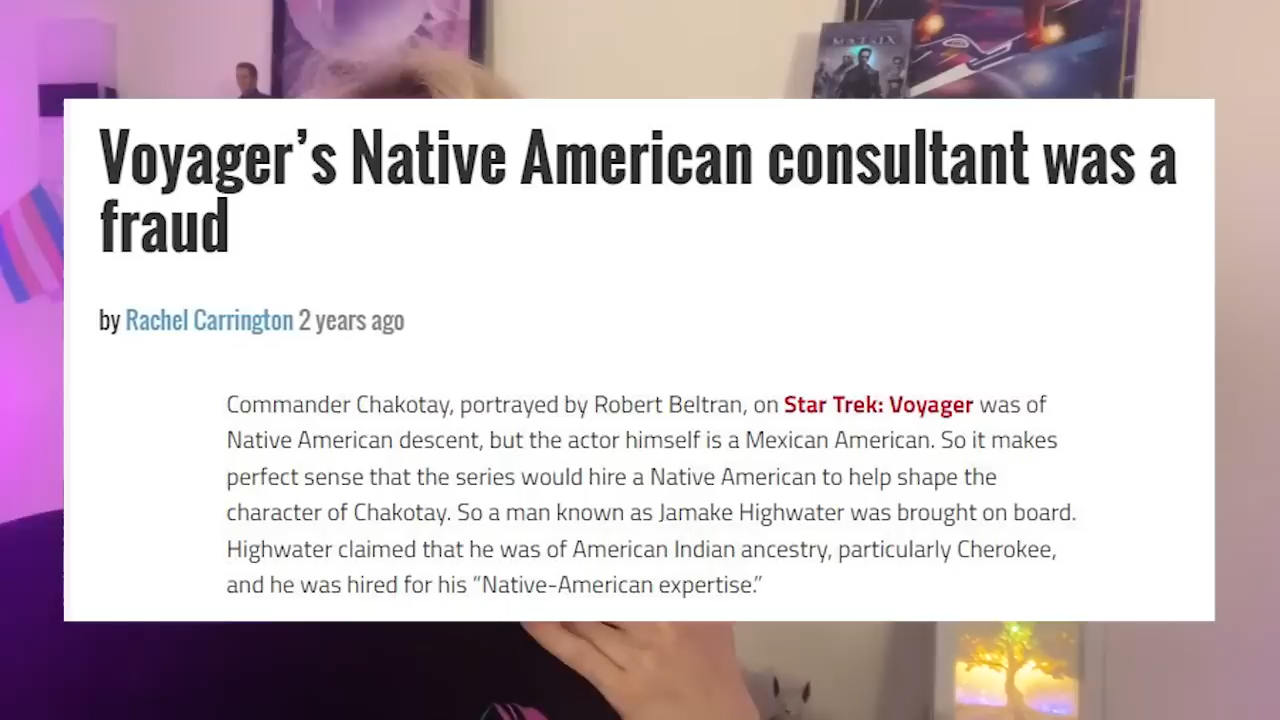 MATRIX
Voyager’s Native American consultant was a
fraud
by Rachel Carrington 2 years ago
Commander Chakotay, portrayed by Robert Beltran, on Star Trek: Voyager was of
Native American descent, but the actor himself is a Mexican American. So it makes
perfect sense that the series would hire a Native American to help shape the
character of Chakotay. So a man known as Jamake Highwater was brought on board.
Highwater claimed that he was of American Indian ancestry, particularly Cherokee,
and he was hired for his “Native-American expertise.”